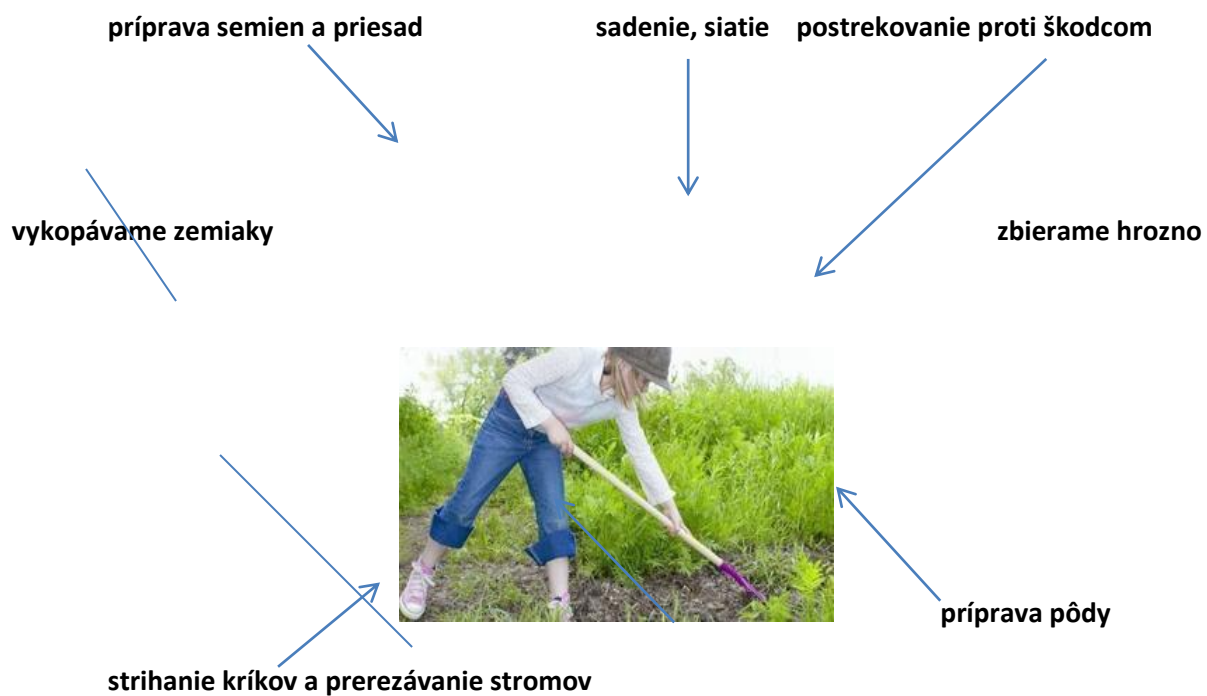 príprava semien a priesad
sadenie, siatie
postrekovanie proti škodcom
vykopávame zemiaky
zbierame hrozno
príprava pôdy
strihanie kríkov a prerezávanie stromov